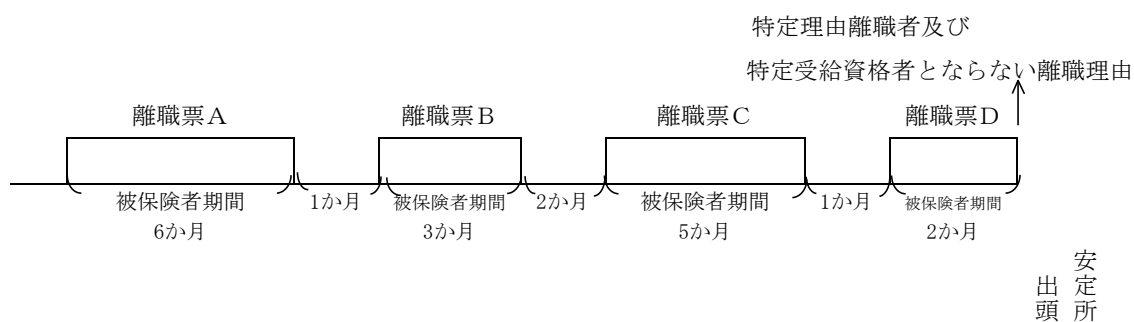 特定理由離職者及び
特定受給資格者とならない離職理由
離職票A 離職票B 離職票C 離職票D
被保険者期間 1か月 被保険者期間 2か月 被保険者期間 1か月 被保険者期間
6か月 3か月 5か月 2か月
安定所
出頭